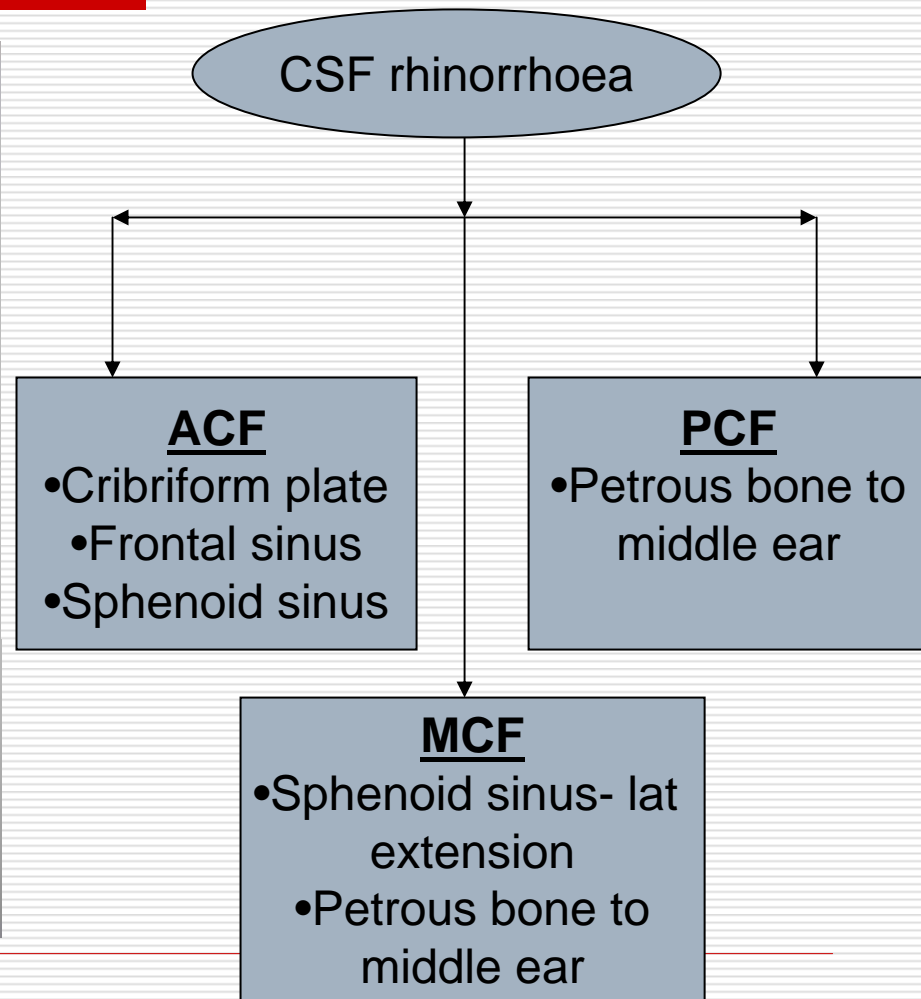 CSF rhinorrhoea
ACF
•Cribriform plate
•Frontal sinus
•Sphenoid sinus
PCF
•Petrous bone to
middle ear
MCF
•Sphenoid sinus- lat
extension
•Petrous bone to
middle ear